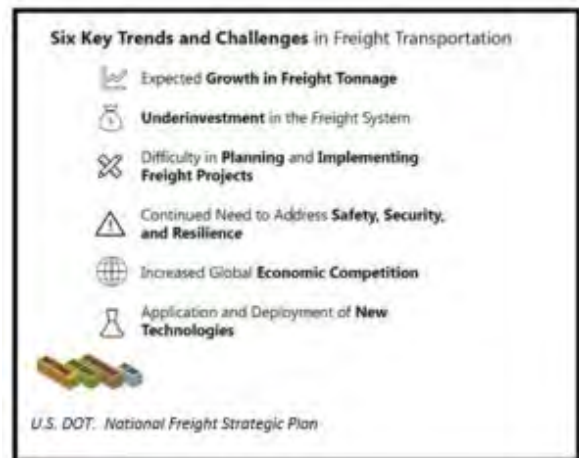 Six Key Trends and Challenges in Freight Transportation
Expected Growth in Freight Tonnage
Underinvestment in the Freight System
Difficulty in Planning and Implementing
Freight Projects
Continued Need to Address Safety, Security,
and Resilience
Increased Global Economic Competition
Application and Deployment of New
Technologies
U.S. DOT. National Freight Strategic Plan